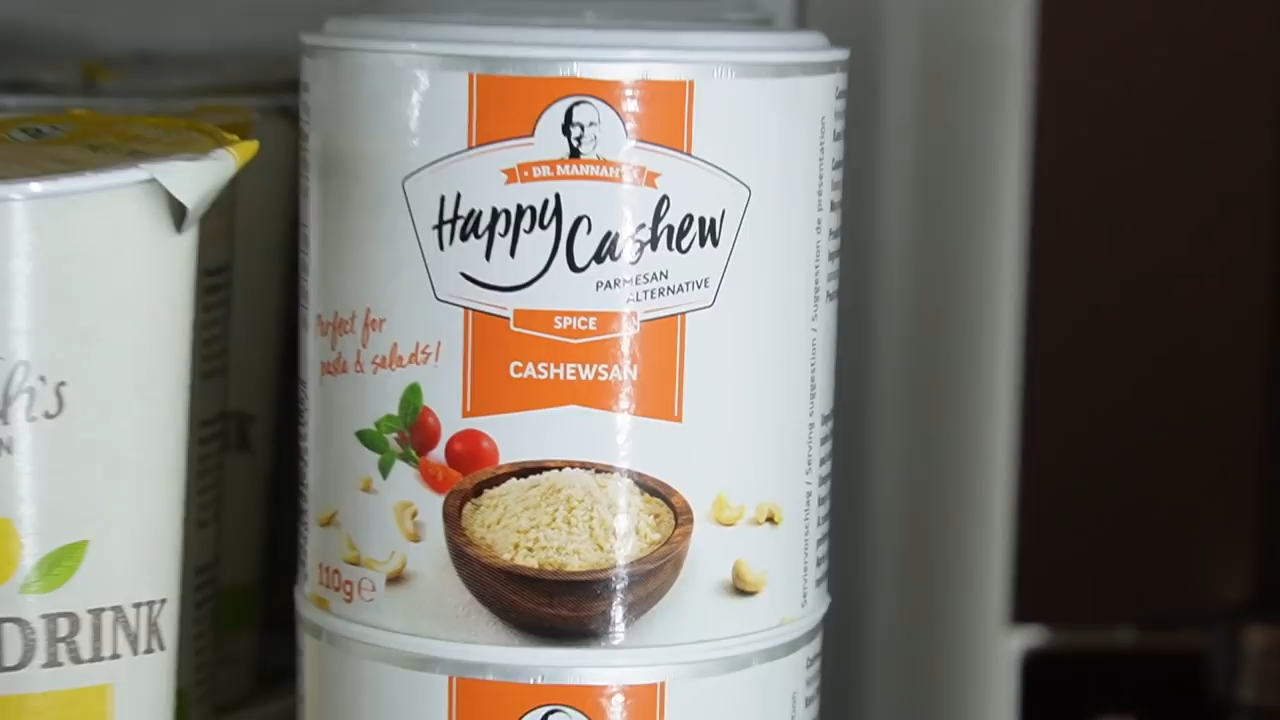 DR. MANNAH'S
Happy Cashew
PARMESAN
ALTERNATIVE
SPICE
CASHEWSAN
Perfect for
pasta & salads!
110g e
Serviervorschlag / Serving suggestion / Suggestion de présentation
DRINK